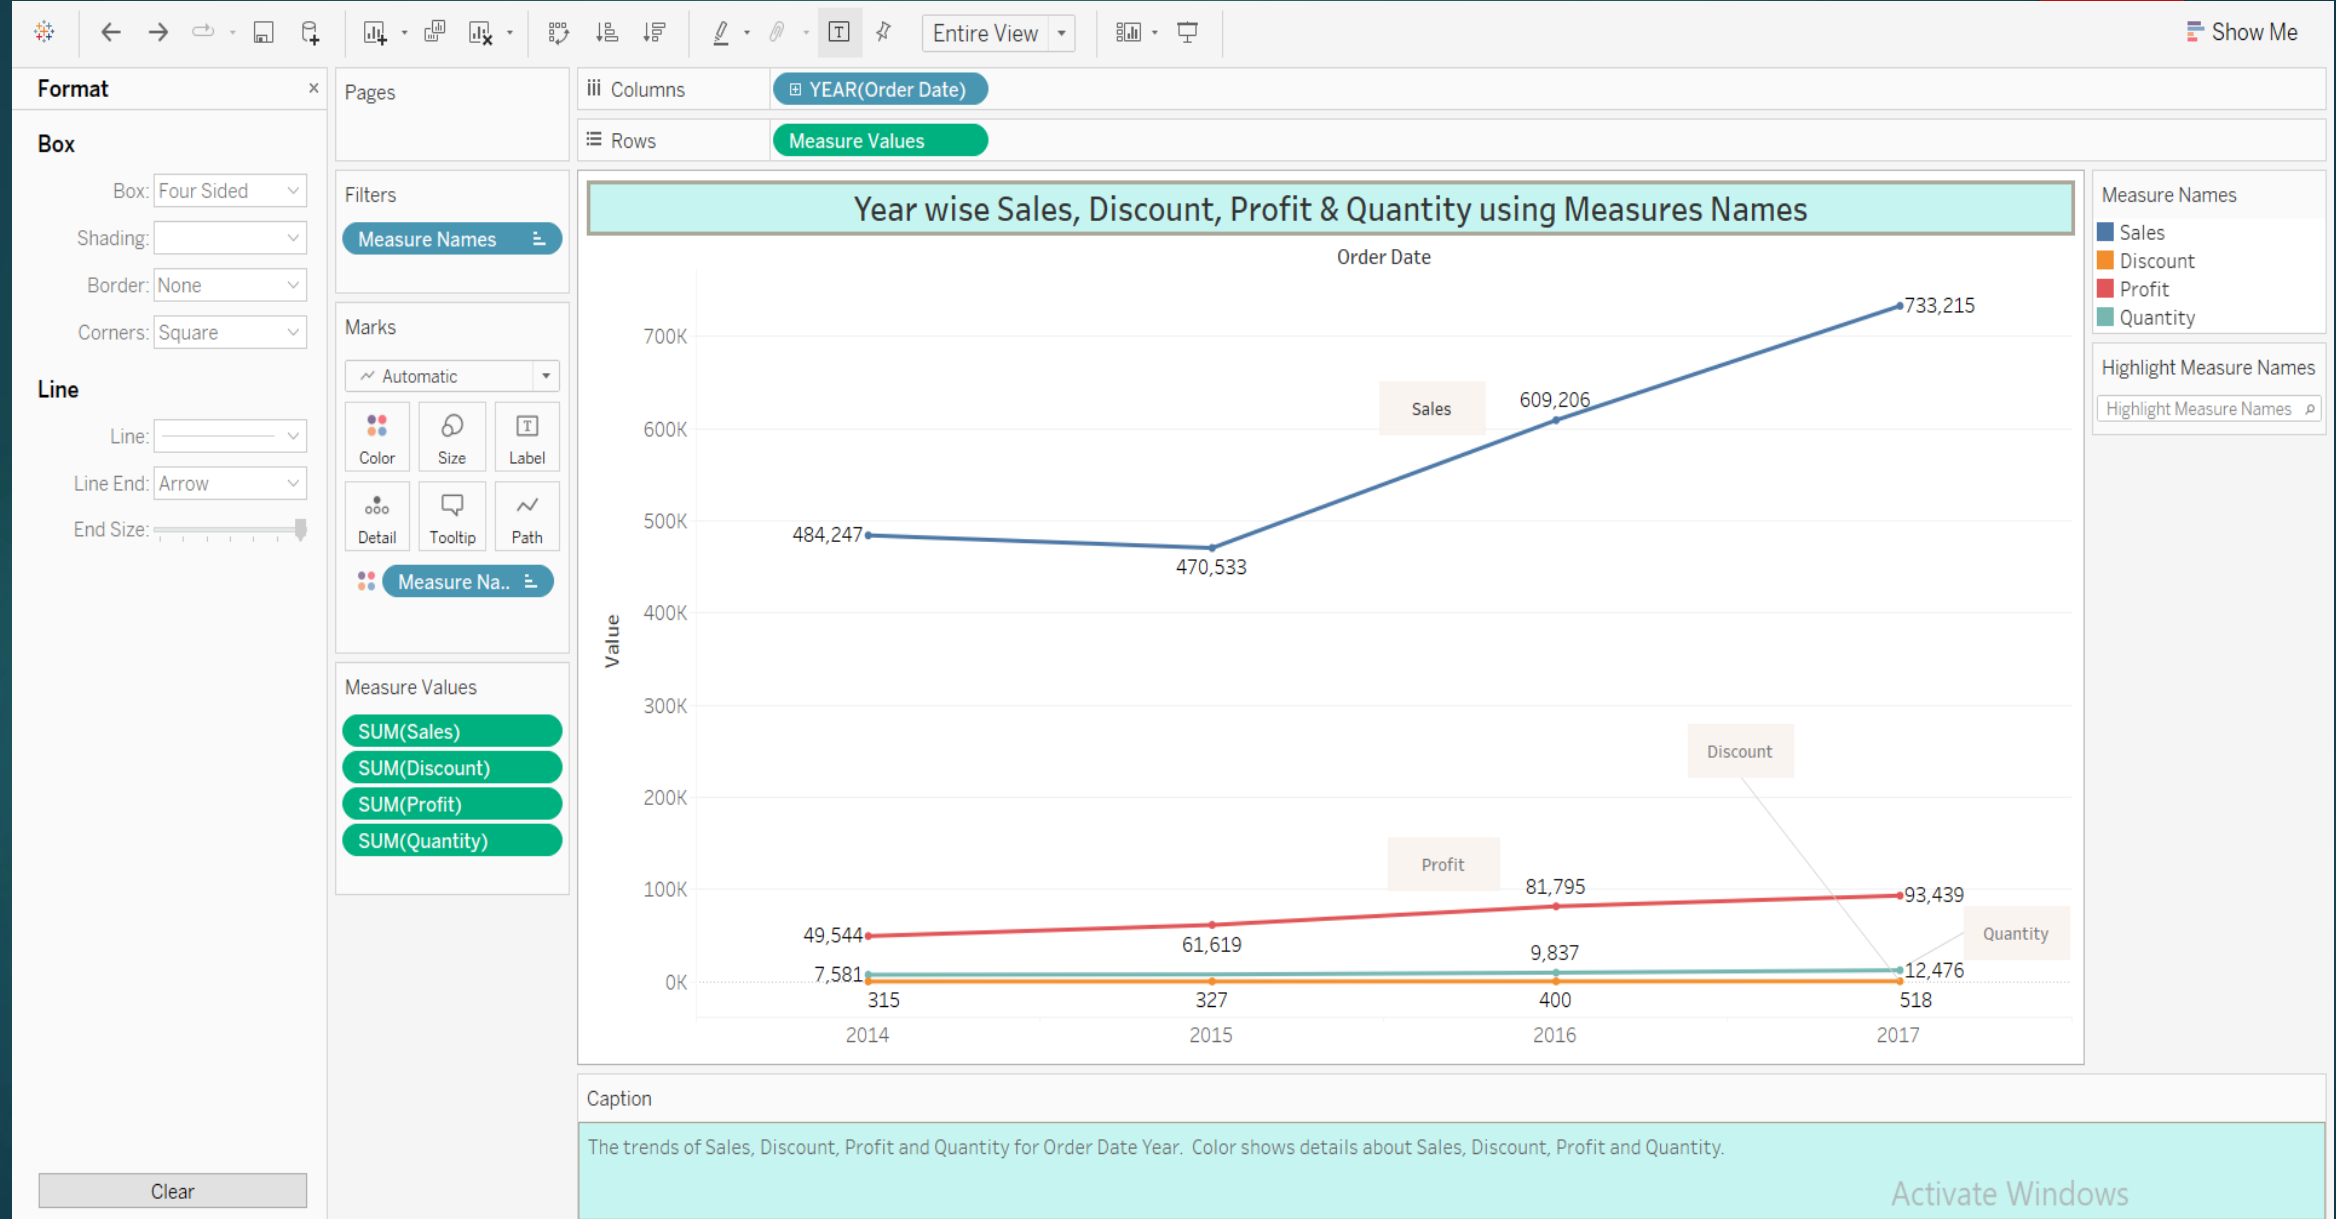 Entire View
Show Me
Format
Box
Box: Four Sided
Shading:
Border: None
Corners: Square
Line
Line:
Line End: Arrow
End Size:
Clear
Pages
Filters
Measure Names
Marks
Automatic
Color Size Label
Detail Tooltip Path
Measure Na..
Measure Values
SUM(Sales)
SUM(Discount)
SUM(Profit)
SUM(Quantity)
Columns YEAR(Order Date)
Rows Measure Values
Year wise Sales, Discount, Profit & Quantity using Measures Names
Order Date
Value
700K
600K
500K
400K
300K
200K
100K
0K
733,215
609,206
Sales
484,247
470,533
Discount
Profit
81,795
93,439
49,544
61,619
Quantity
9,837
7,581
12,476
315 327 400 518
2014 2015 2016 2017
Measure Names
Sales
Discount
Profit
Quantity
Highlight Measure Names
Highlight Measure Names
Caption
The trends of Sales, Discount, Profit and Quantity for Order Date Year. Color shows details about Sales, Discount, Profit and Quantity.
Activate Windows